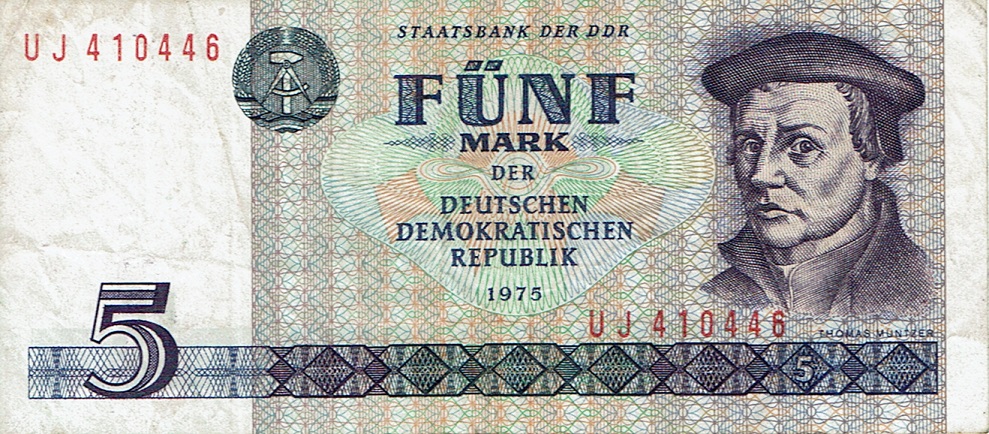 UJ 410446
STAATSBANK DER DDR
FÜNF
MARK
DER
DEUTSCHEN
DEMOKRATISCHEN
REPUBLIK
1975
UJ 410446
THOMAS MÜNTZER
5
5